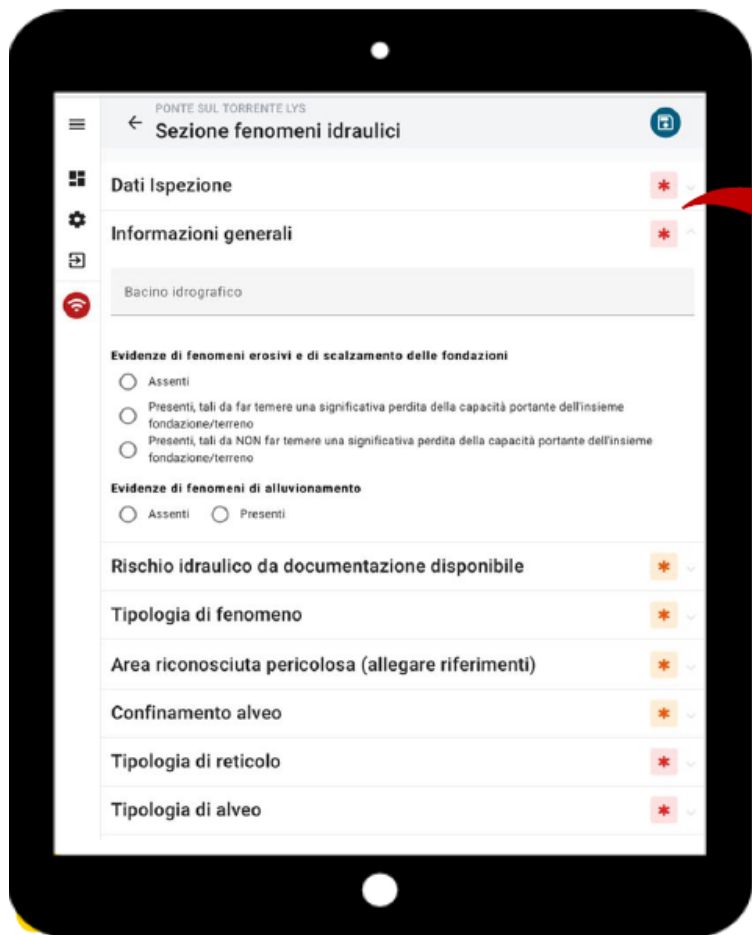 PONTE SUL TORRENTE LYS
Sezione fenomeni idraulici
Dati Ispezione
Informazioni generali
Bacino idrografico
Evidenze di fenomeni erosivi e di scalzamento delle fondazioni
Assenti
Presenti, tali da far temere una significativa perdita della capacità portante dell'insieme
fondazione/terreno
Presenti, tali da NON far temere una significativa perdita della capacità portante dell'insieme
fondazione/terreno
Evidenze di fenomeni di alluvionamento
Assenti Presenti
Rischio idraulico da documentazione disponibile
Tipologia di fenomeno
Area riconosciuta pericolosa (allegare riferimenti)
Confinamento alveo
Tipologia di reticolo
Tipologia di alveo